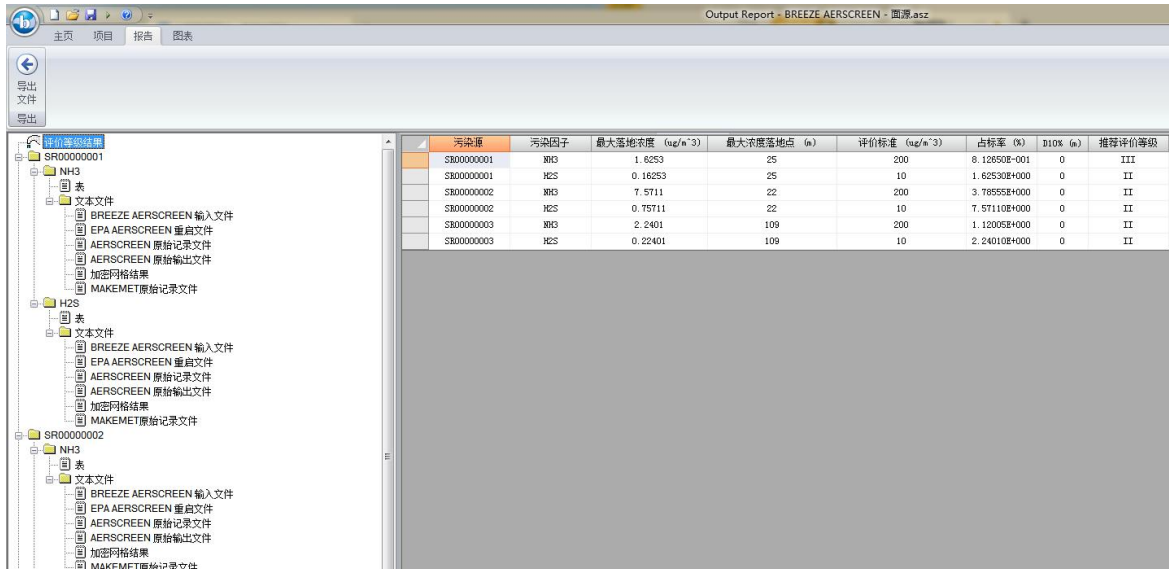 Output Report - BREEZE AERSCREEN - 面源.asz
主页 项目 报告 图表
导出
文件
导出
评价等级结果
SR00000001
NH3
表
文本文件
BREEZE AERSCREEN 输入文件
EPA AERSCREEN 重启文件
AERSCREEN 原始记录文件
AERSCREEN 原始输出文件
加密网格结果
MAKEMET原始记录文件
H2S
表
文本文件
BREEZE AERSCREEN 输入文件
EPA AERSCREEN 重启文件
AERSCREEN 原始记录文件
AERSCREEN 原始输出文件
加密网格结果
MAKEMET原始记录文件
SR00000002
NH3
表
文本文件
BREEZE AERSCREEN 输入文件
EPA AERSCREEN 重启文件
AERSCREEN 原始记录文件
AERSCREEN 原始输出文件
加密网格结果
MAKEMET原始记录文件
污染源 污染因子 最大落地浓度 (ug/m^3) 最大浓度落地点 (m) 评价标准 (ug/m^3) 占标率 (%) D10% (m) 推荐评价等级
SR00000001 NH3 1.6253 25 200 8.12650E-001 0 III
SR00000001 H2S 0.16253 25 10 1.62530E+000 0 II
SR00000002 NH3 7.5711 22 200 3.78555E+000 0 II
SR00000002 H2S 0.75711 22 10 7.57110E+000 0 II
SR00000003 NH3 2.2401 109 200 1.12005E+000 0 II
SR00000003 H2S 0.22401 109 10 2.24010E+000 0 II